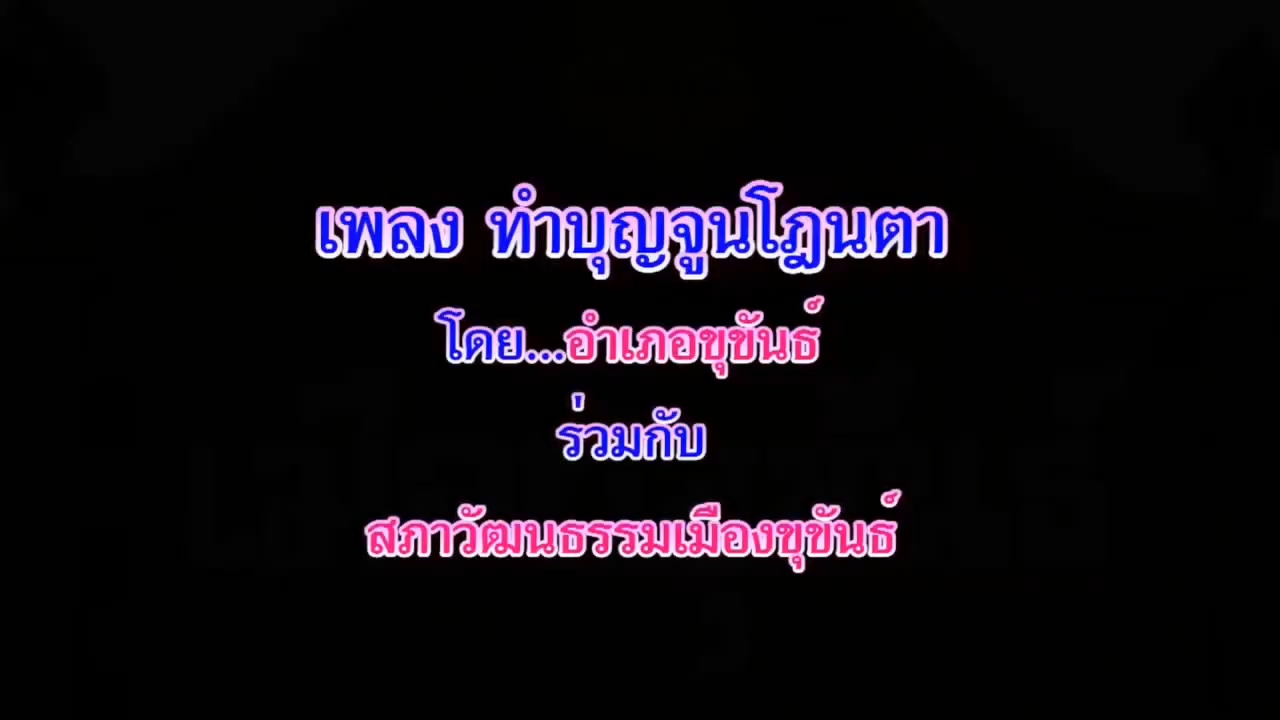 เพลง ทำบุญจูนโฎนตา
โดย...อำเภอขุขันธ์
ร่วมกับ
สภาวัฒนธรรมเมืองขุขันธ์